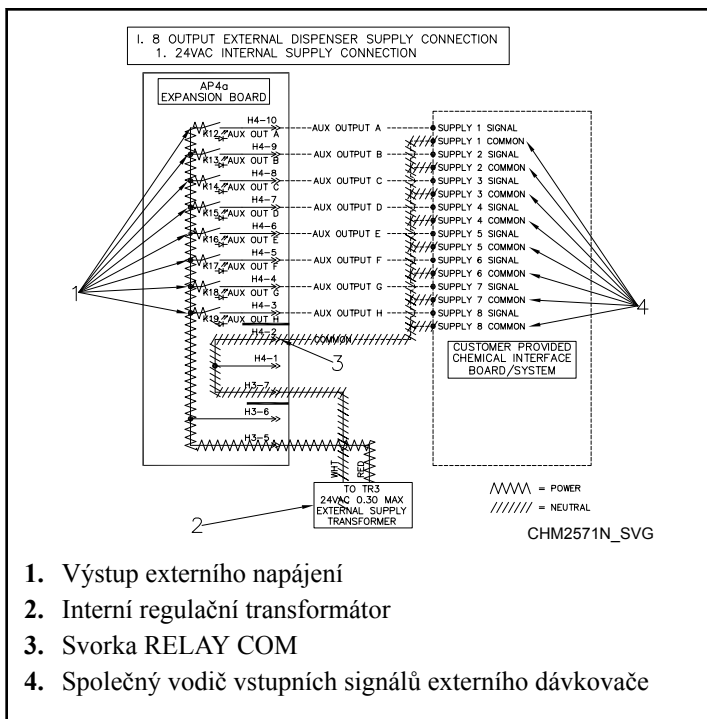 I. 8 OUTPUT EXTERNAL DISPENSER SUPPLY CONNECTION
1. 24VAC INTERNAL SUPPLY CONNECTION
AP4a
EXPANSION BOARD
H4-10
K12 AUX OUT A
AUX OUTPUT A
SUPPLY 1 SIGNAL
SUPPLY 1 COMMON
H4-9
K13 AUX OUT B
AUX OUTPUT B
SUPPLY 2 SIGNAL
SUPPLY 2 COMMON
H4-8
K14 AUX OUT C
AUX OUTPUT C
SUPPLY 3 SIGNAL
SUPPLY 3 COMMON
H4-7
K15 AUX OUT D
AUX OUTPUT D
SUPPLY 4 SIGNAL
SUPPLY 4 COMMON
H4-6
K16 AUX OUT E
AUX OUTPUT E
SUPPLY 5 SIGNAL
SUPPLY 5 COMMON
H4-5
K17 AUX OUT F
AUX OUTPUT F
SUPPLY 6 SIGNAL
SUPPLY 6 COMMON
H4-4
K18 AUX OUT G
AUX OUTPUT G
SUPPLY 7 SIGNAL
SUPPLY 7 COMMON
H4-3
K19 AUX OUT H
AUX OUTPUT H
SUPPLY 8 SIGNAL
SUPPLY 8 COMMON
1
4
H4-2
COMMON
3
H4-1
H3-7
H3-6
H3-5
CUSTOMER PROVIDED
CHEMICAL INTERFACE
BOARD/SYSTEM
WHT
RED
2
TO TR3
24VAC 0.30 MAX
EXTERNAL SUPPLY
TRANSFORMER
= POWER
= NEUTRAL
CHM2571N_SVG
1. Výstup externího napájení
2. Interní regulační transformátor
3. Svorka RELAY COM
4. Společný vodič vstupních signálů externího dávkovače